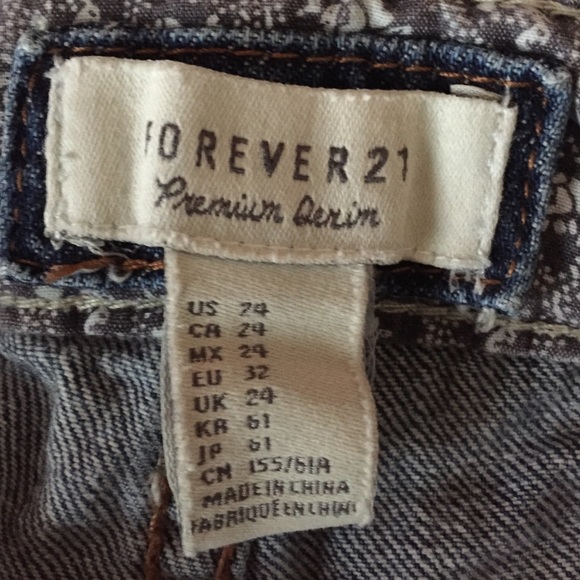 FOREVER 21
Premium Denim
US 24
CA 24
MX 24
EU 32
UK 24
KR 61
JP 61
CN 155/61A
MADE IN CHINA
FABRIQUÉ EN CHINE